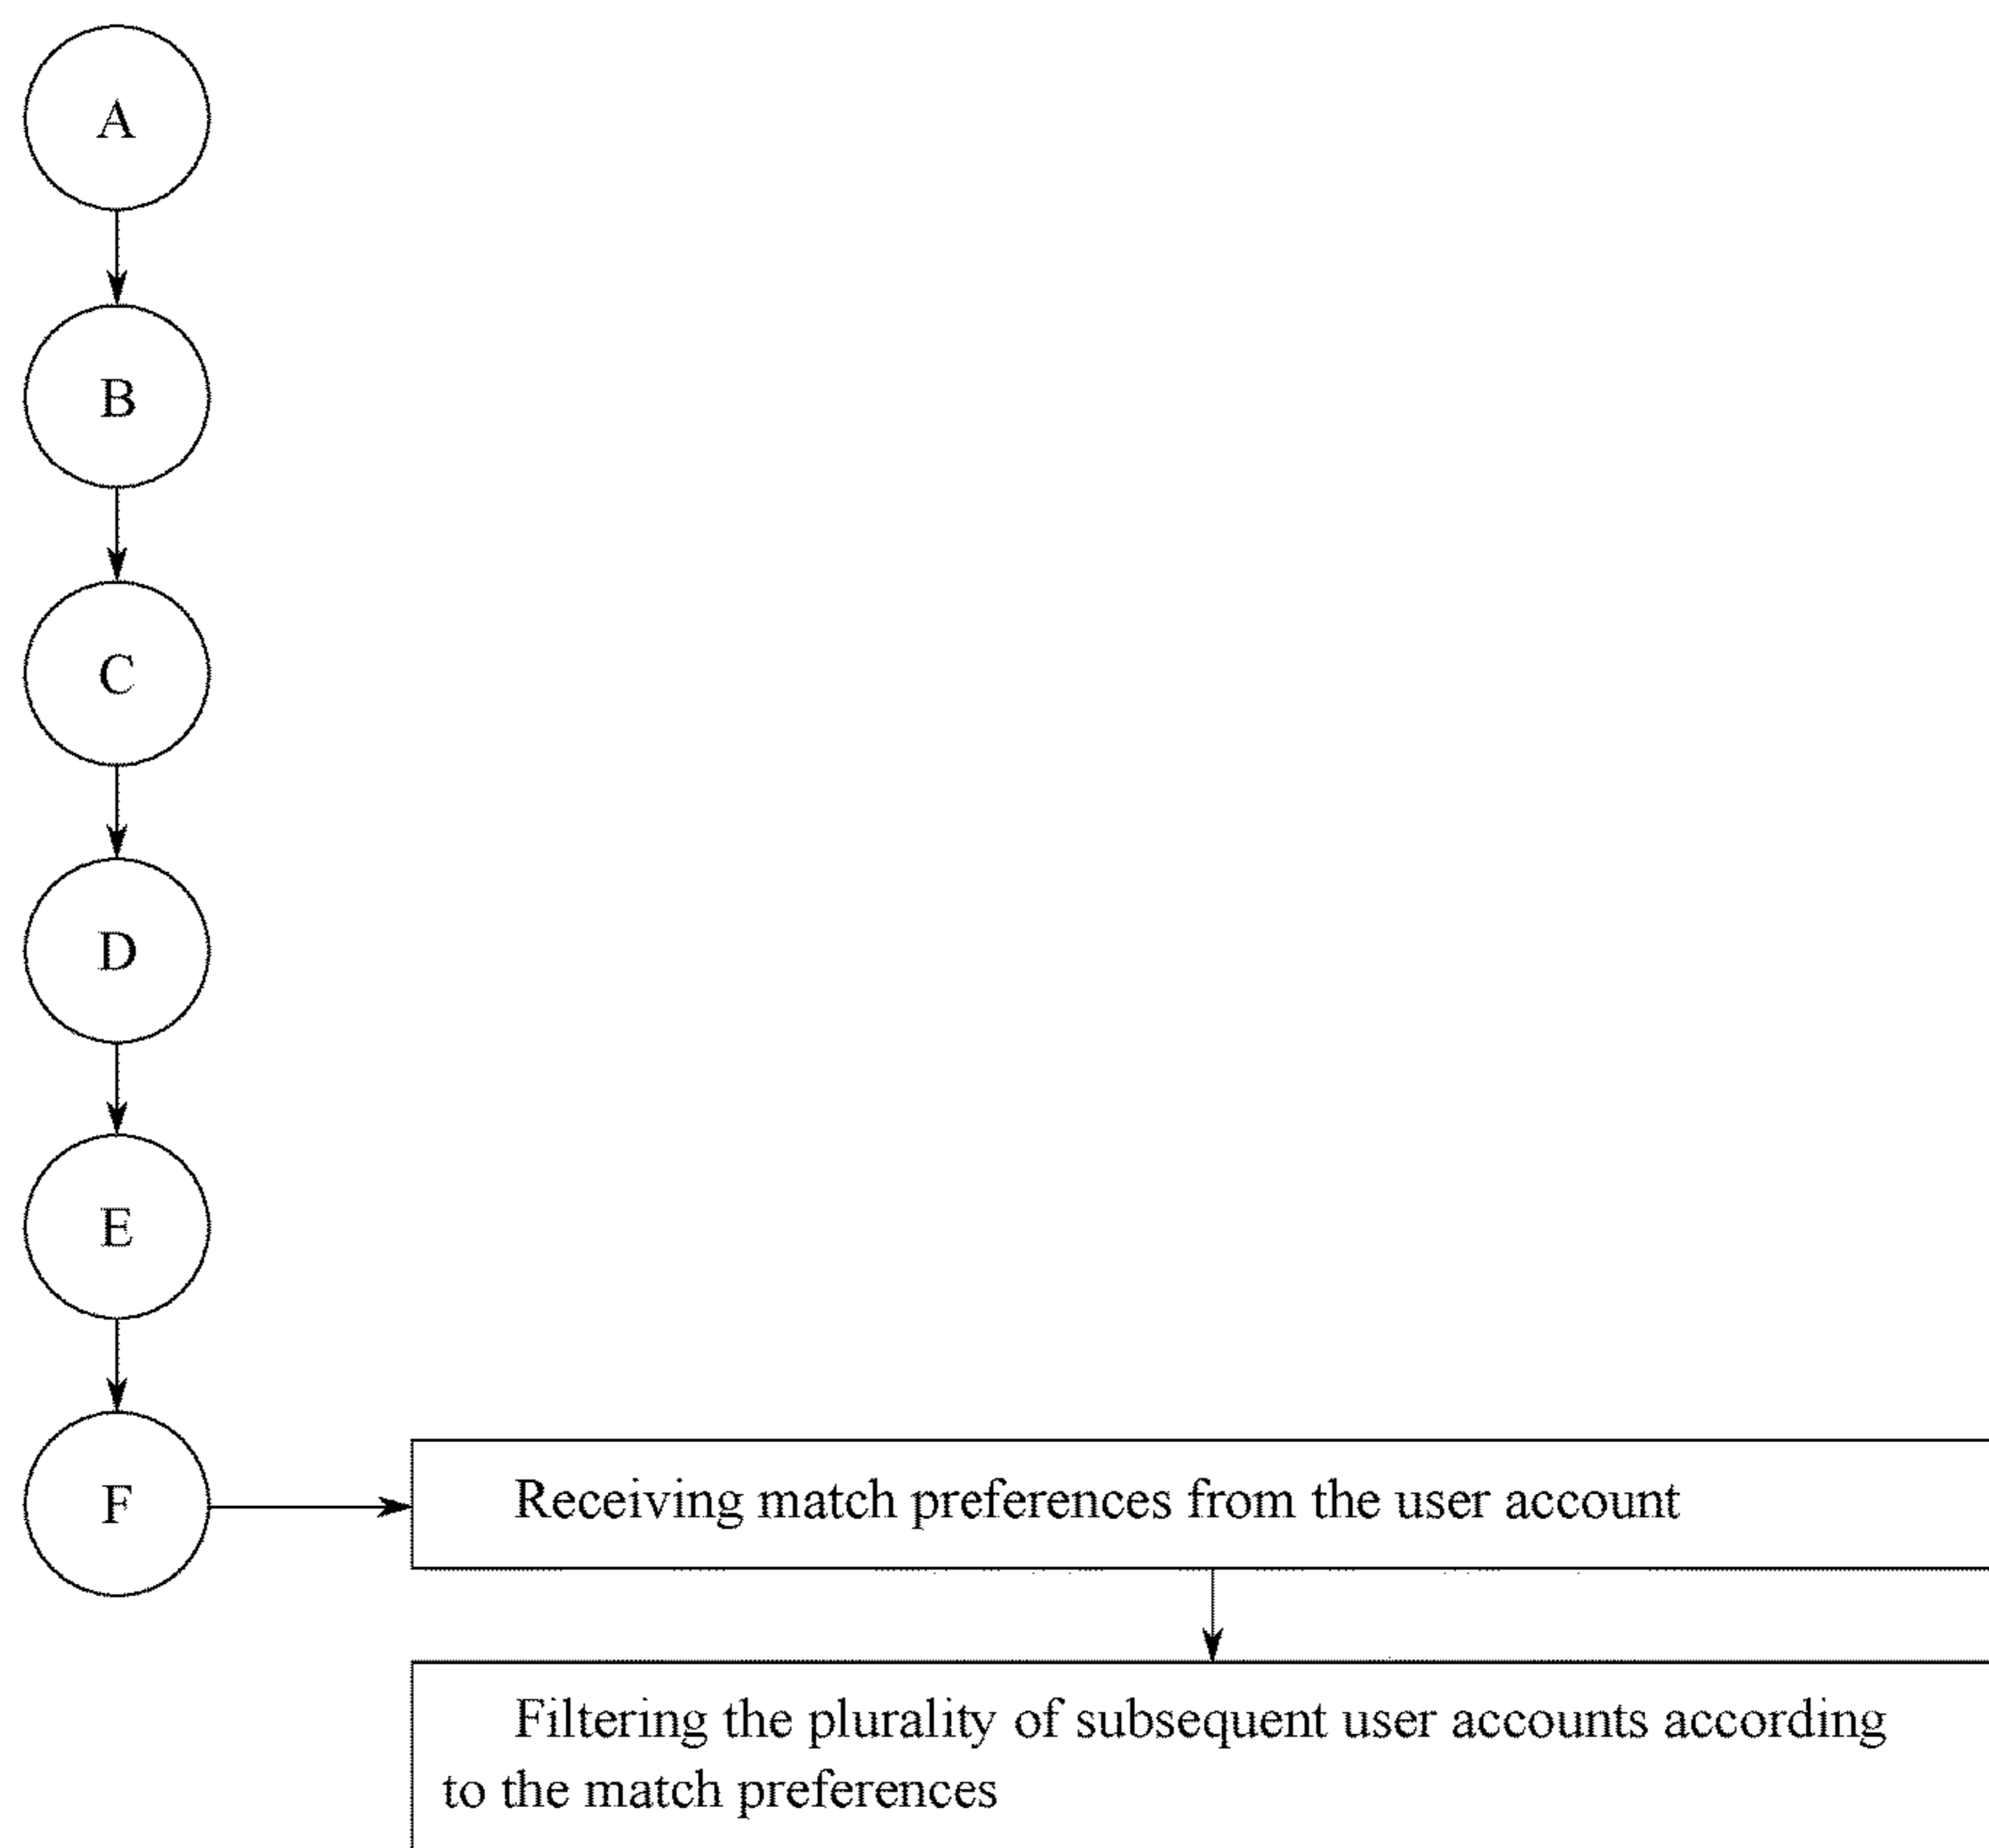 A
B
C
D
E
F
Receiving match preferences from the user account
Filtering the plurality of subsequent user accounts according
to the match preferences